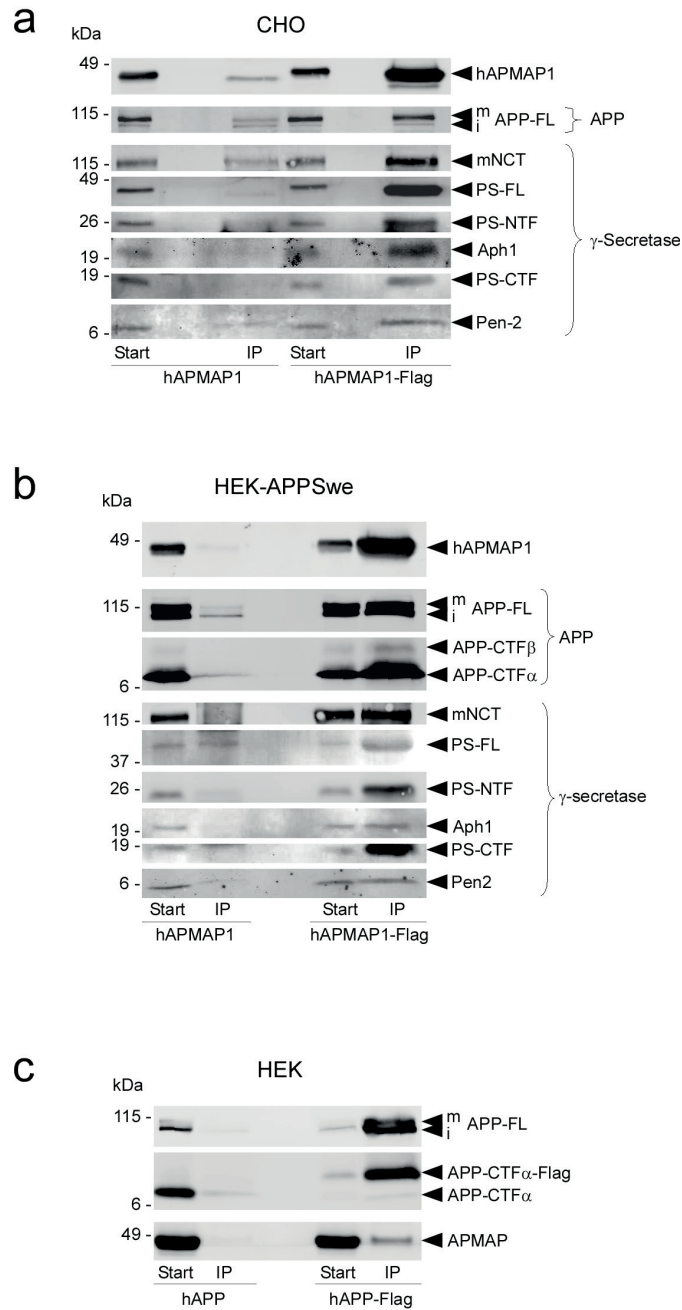 a
CHO
kDa
49 - hAPMAP1
115 - m i APP-FL APP
115 - mNCT
49 - PS-FL
26 - PS-NTF
γ-Secretase
19 - Aph1
19 - PS-CTF
6 - Pen-2
Start IP Start IP
hAPMAP1 hAPMAP1-Flag
b
HEK-APPSwe
kDa
49 - hAPMAP1
115 - m i APP-FL
APP-CTFβ APP
6 - APP-CTFα
115 - mNCT
37 - PS-FL
26 - PS-NTF
γ-secretase
19 - Aph1
19 - PS-CTF
6 - Pen2
Start IP Start IP
hAPMAP1 hAPMAP1-Flag
c
HEK
kDa
115 - m i APP-FL
APP-CTFα-Flag
6 - APP-CTFα
49 - APMAP
Start IP Start IP
hAPP hAPP-Flag